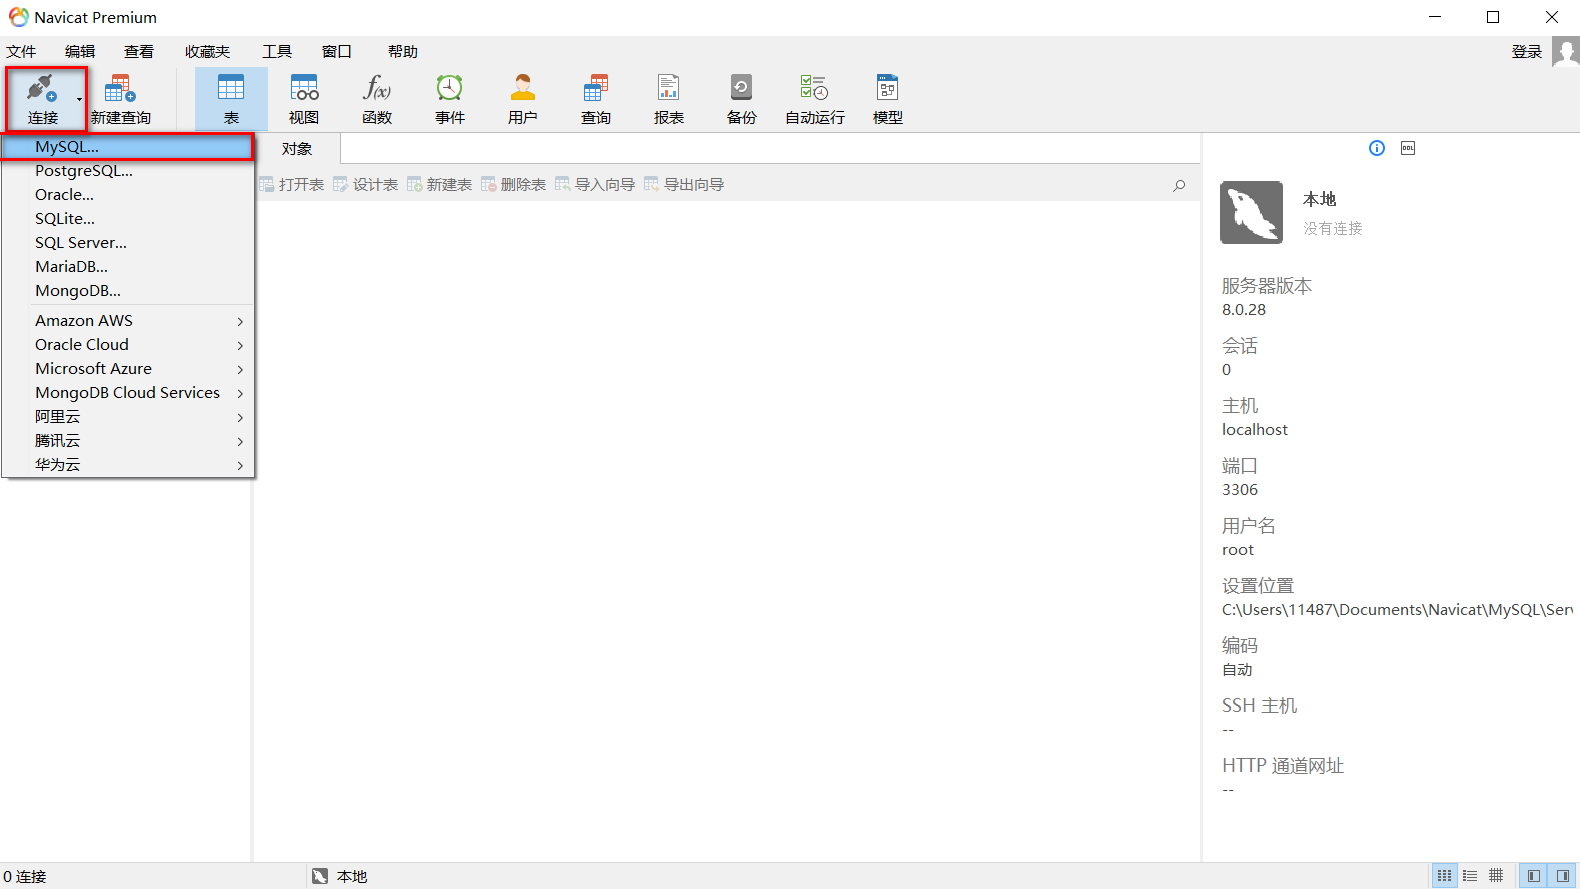 Navicat Premium
文件 编辑 查看 收藏夹 工具 窗口 帮助 登录
连接 新建查询 表 视图 函数 事件 用户 查询 报表 备份 自动运行 模型
MySQL...
PostgreSQL...
Oracle...
SQLite...
SQL Server...
MariaDB...
MongoDB...
Amazon AWS
Oracle Cloud
Microsoft Azure
MongoDB Cloud Services
阿里云
腾讯云
华为云
对象
打开表 设计表 新建表 删除表 导入向导 导出向导
本地
没有连接
服务器版本
8.0.28
会话
0
主机
localhost
端口
3306
用户名
root
设置位置
C:\Users\11487\Documents\Navicat\MySQL\Serv
编码
自动
SSH 主机
--
HTTP 通道网址
--
0 连接 本地